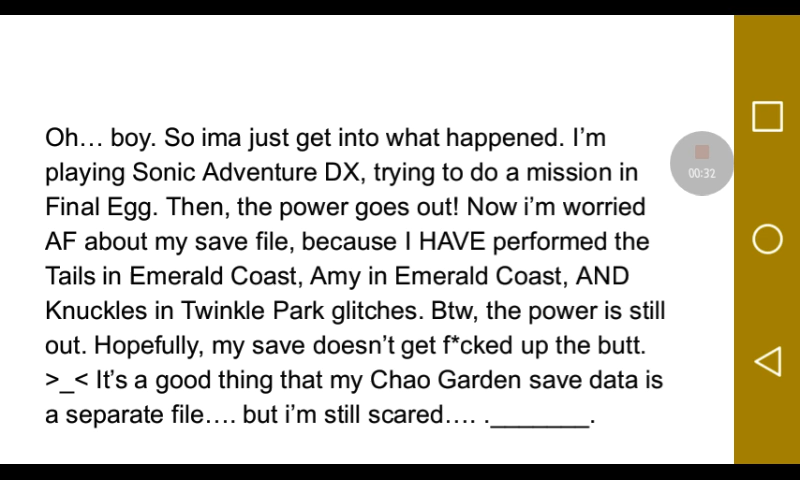 Oh… boy. So ima just get into what happened. I’m
playing Sonic Adventure DX, trying to do a mission in
Final Egg. Then, the power goes out! Now i’m worried
AF about my save file, because I HAVE performed the
Tails in Emerald Coast, Amy in Emerald Coast, AND
Knuckles in Twinkle Park glitches. Btw, the power is still
out. Hopefully, my save doesn’t get f*cked up the butt.
>_< It’s a good thing that my Chao Garden save data is
a separate file…. but i’m still scared…. ._______.
00:32